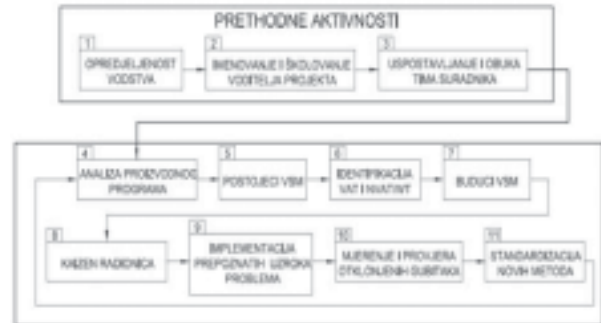 PRETHODNE AKTIVNOSTI
1
OPREDJELJENOST
VODSTVA
2
IMENOVANJE I ŠKOLOVANJE
VODITELJA PROJEKTA
3
USPOSTAVLJANJE I OBUKA
TIMA SURADNIKA
4
ANALIZA PROIZVODNOG
PROGRAMA
5
POSTOJEĆI VSM
6
IDENTIFIKACIJA
VAT I NVAT
7
BUDUĆI VSM
8
KAIZEN RADIONICA
9
IMPLEMENTACIJA
PREPOZNATIH UZROKA
PROBLEMA
10
MJERENJE I PROVJERA
OTKLONJENIH GUBITAKA
11
STANDARDIZACIJA
NOVIH METODA